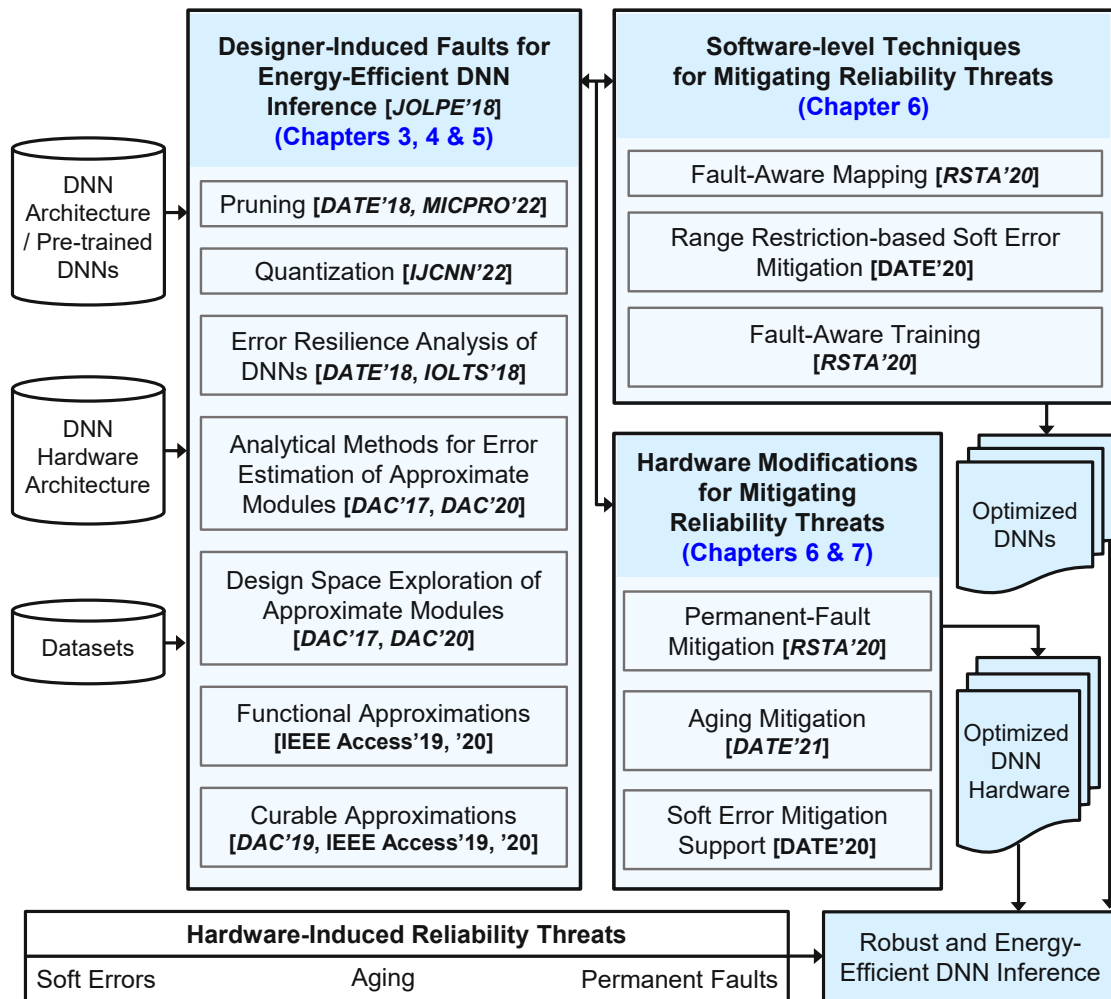 DNN
Architecture
/ Pre-trained
DNNs
DNN
Hardware
Architecture
Datasets
Designer-Induced Faults for
Energy-Efficient DNN
Inference [JOLPE’18]
(Chapters 3, 4 & 5)
Pruning [DATE’18, MICPRO’22]
Quantization [IJCNN’22]
Error Resilience Analysis of
DNNs [DATE’18, IOLTS’18]
Analytical Methods for Error
Estimation of Approximate
Modules [DAC’17, DAC’20]
Design Space Exploration of
Approximate Modules
[DAC’17, DAC’20]
Functional Approximations
[IEEE Access’19, ’20]
Curable Approximations
[DAC’19, IEEE Access’19, ’20]
Software-level Techniques
for Mitigating Reliability Threats
(Chapter 6)
Fault-Aware Mapping [RSTA’20]
Range Restriction-based Soft Error
Mitigation [DATE’20]
Fault-Aware Training
[RSTA’20]
Hardware Modifications
for Mitigating
Reliability Threats
(Chapters 6 & 7)
Permanent-Fault
Mitigation [RSTA’20]
Aging Mitigation
[DATE’21]
Soft Error Mitigation
Support [DATE’20]
Optimized
DNNs
Optimized
DNN
Hardware
Hardware-Induced Reliability Threats
Soft Errors Aging Permanent Faults
Robust and Energy-
Efficient DNN Inference